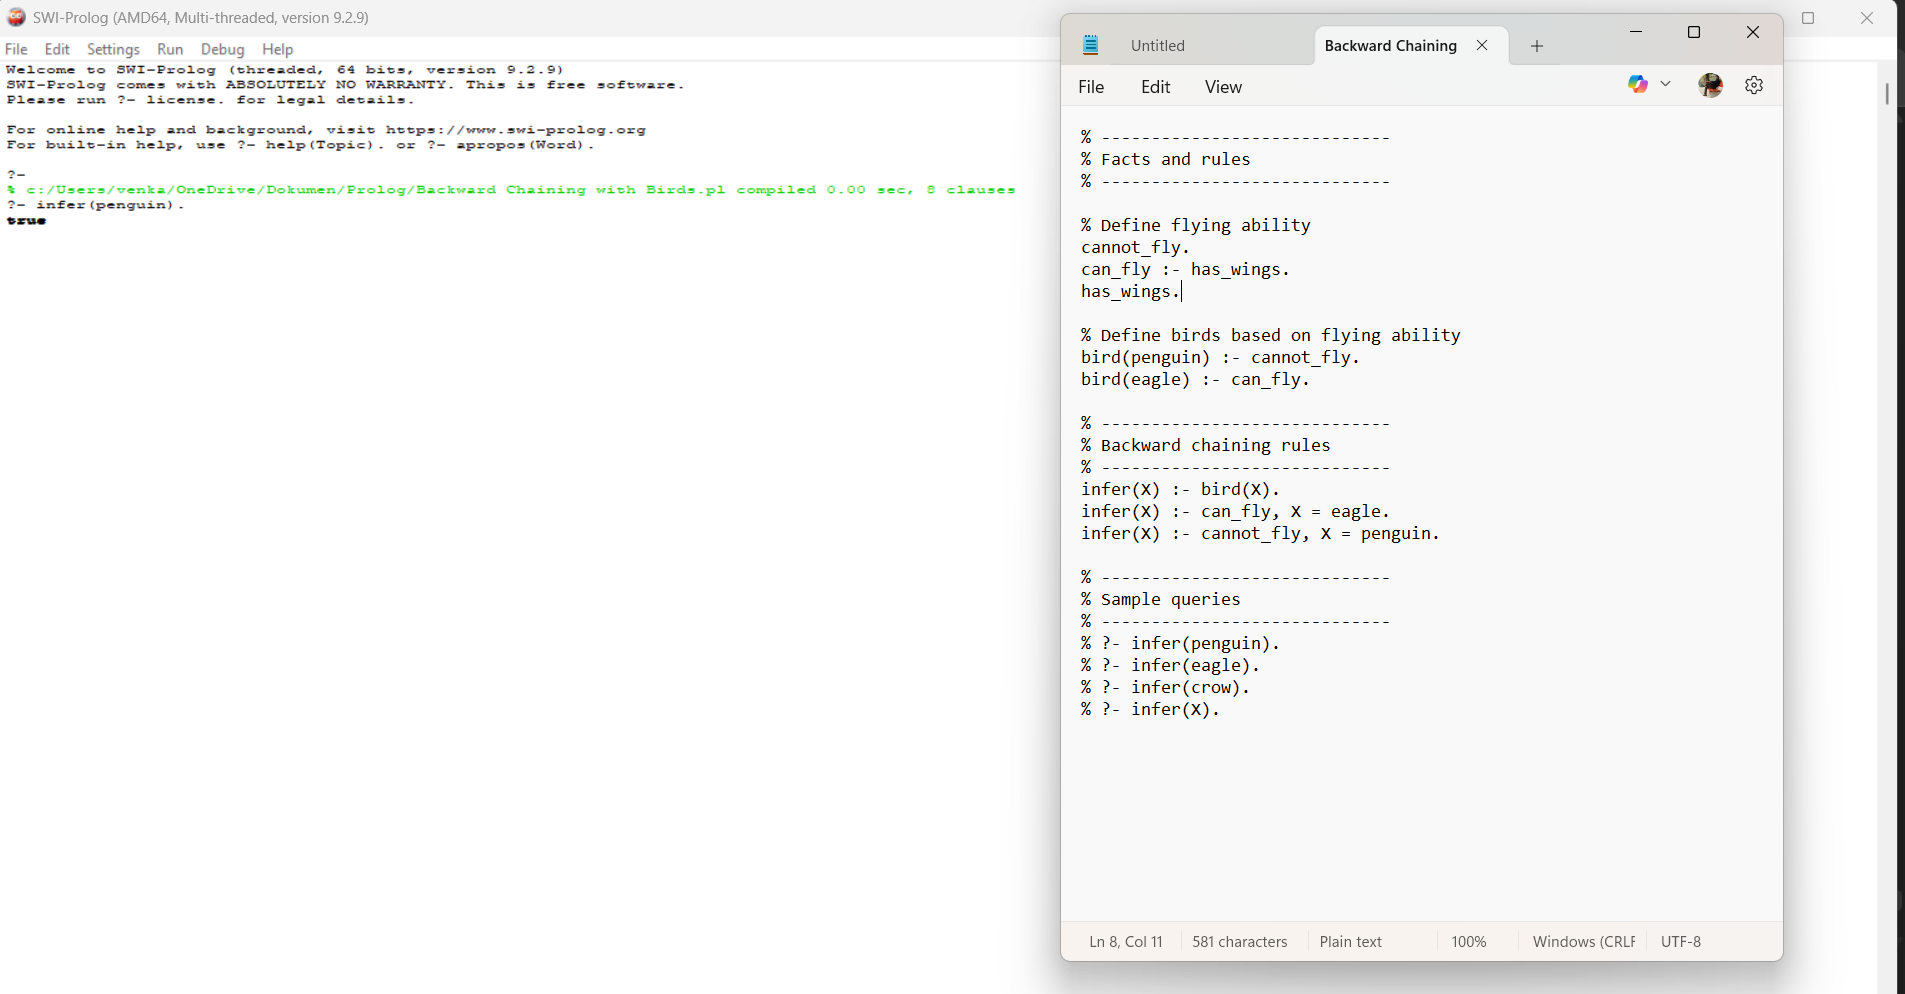 SWI-Prolog (AMD64, Multi-threaded, version 9.2.9)
File Edit Settings Run Debug Help
Welcome to SWI-Prolog (threaded, 64 bits, version 9.2.9)
SWI-Prolog comes with ABSOLUTELY NO WARRANTY. This is free software.
Please run ?- license. for legal details.
For online help and background, visit https://www.swi-prolog.org
For built-in help, use ?- help(Topic). or ?- apropos(Word).
?-
% c:/Users/venka/OneDrive/Dokumen/Prolog/Backward Chaining with Birds.pl compiled 0.00 sec, 8 clauses
?- infer(penguin).
true
Untitled
Backward Chaining
File Edit View
% -----------------------------
% Facts and rules
% -----------------------------
% Define flying ability
cannot_fly.
can_fly :- has_wings.
has_wings.
% Define birds based on flying ability
bird(penguin) :- cannot_fly.
bird(eagle) :- can_fly.
% -----------------------------
% Backward chaining rules
% -----------------------------
infer(X) :- bird(X).
infer(X) :- can_fly, X = eagle.
infer(X) :- cannot_fly, X = penguin.
% -----------------------------
% Sample queries
% -----------------------------
% ?- infer(penguin).
% ?- infer(eagle).
% ?- infer(crow).
% ?- infer(X).
Ln 8, Col 11 581 characters Plain text 100% Windows (CRLF UTF-8